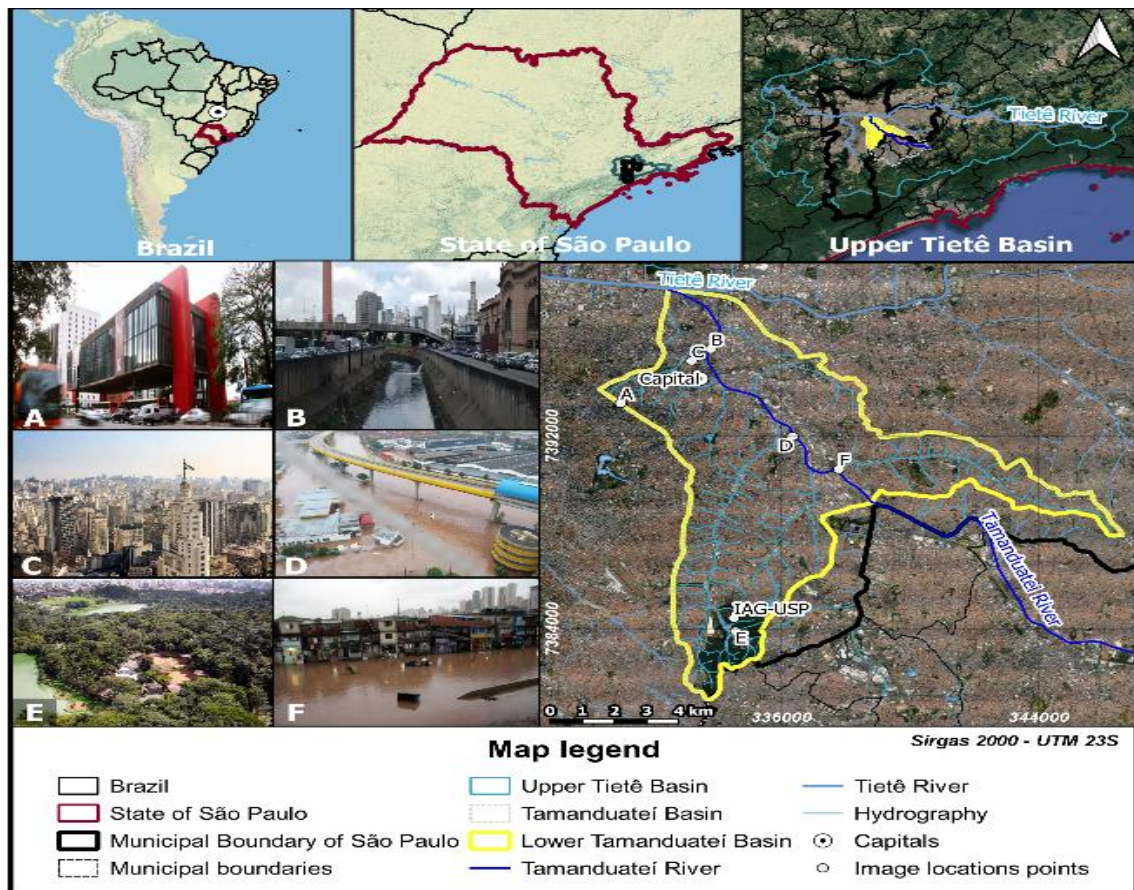 Brazil
State of São Paulo
Tietê River
Upper Tietê Basin
A
B
C
D
E
F
Tietê River
B
C
Capital
A
D
F
Tamanduateí River
IAG-USP
E
7392000
7384000
0 1 2 3 4 km
336000
344000
Map legend
Sirgas 2000 - UTM 23S
Brazil
State of São Paulo
Municipal Boundary of São Paulo
Municipal boundaries
Upper Tietê Basin
Tamanduateí Basin
Lower Tamanduateí Basin
Tamanduateí River
Tietê River
Hydrography
Capitals
Image locations points